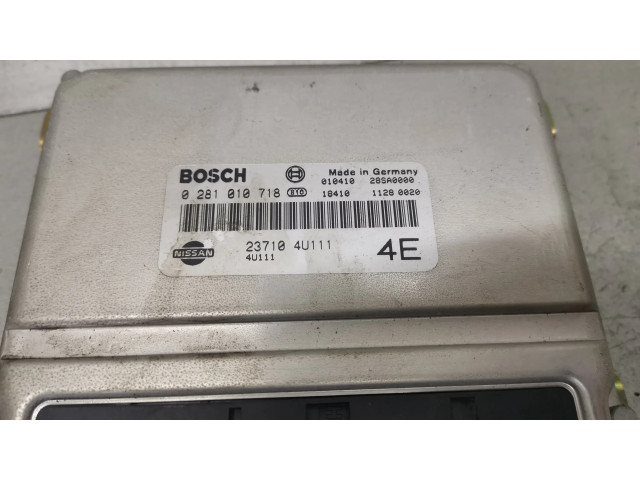 BOSCH
Made in Germany
010410 28SA0000
0 281 010 718
18410 1128 0020
NISSAN
23710 4U111
4U111
4E